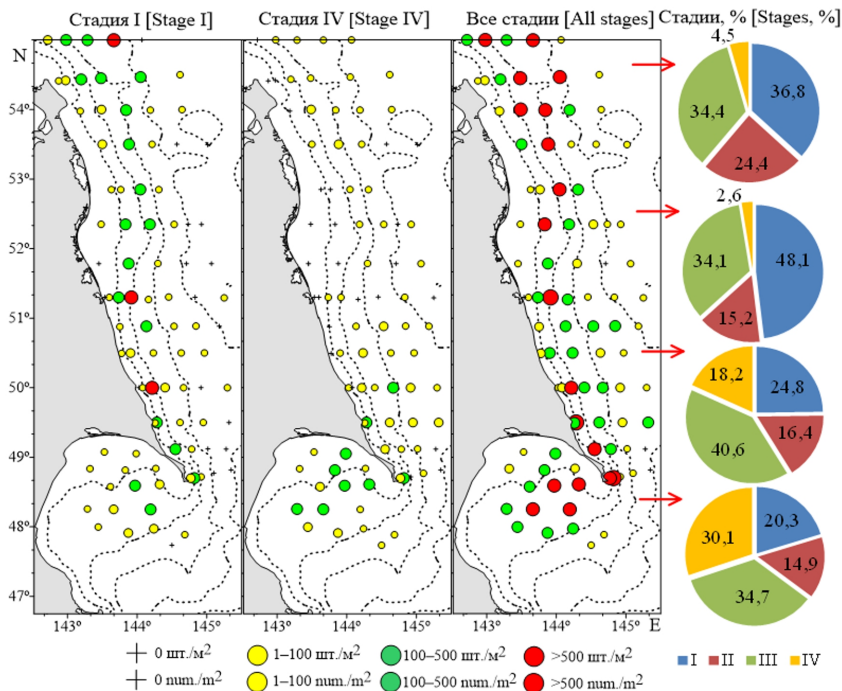 Стадия I [Stage I]
Стадия IV [Stage IV]
Все стадии [All stages]
Стадии, % [Stages, %]
N
54°
53°
52°
51°
50°
49°
48°
47°
143°
144°
145°
143°
144°
145°
143°
144°
145°
E
4,5
36,8
34,4
24,4
2,6
48,1
34,1
15,2
18,2
24,8
16,4
40,6
30,1
20,3
14,9
34,7
0 шт./м²
1–100 шт./м²
100–500 шт./м²
>500 шт./м²
0 num./m²
1–100 num./m²
100–500 num./m²
>500 num./m²
I II III IV